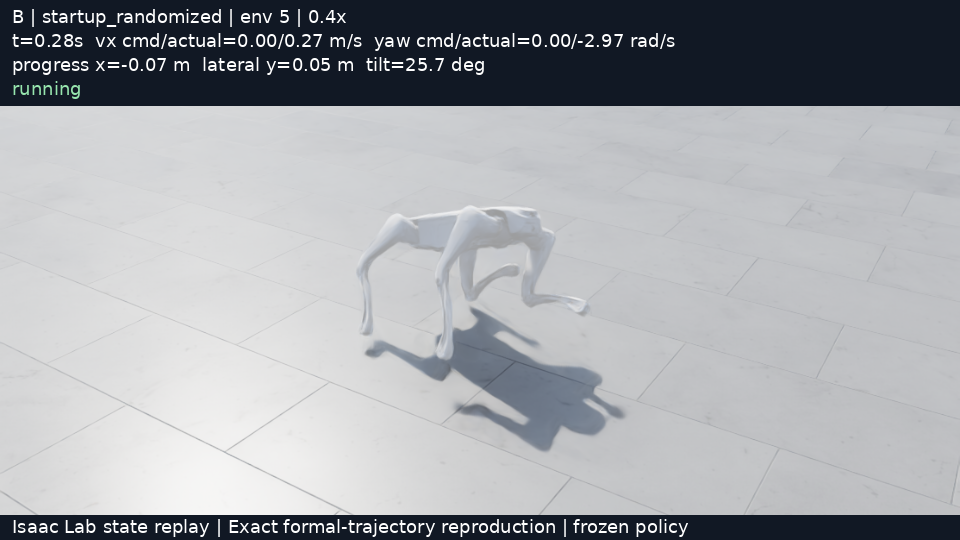 B | startup_randomized | env 5 | 0.4x
t=0.28s  vx cmd/actual=0.00/0.27 m/s  yaw cmd/actual=0.00/-2.97 rad/s
progress x=-0.07 m  lateral y=0.05 m  tilt=25.7 deg
running
Isaac Lab state replay | Exact formal-trajectory reproduction | frozen policy